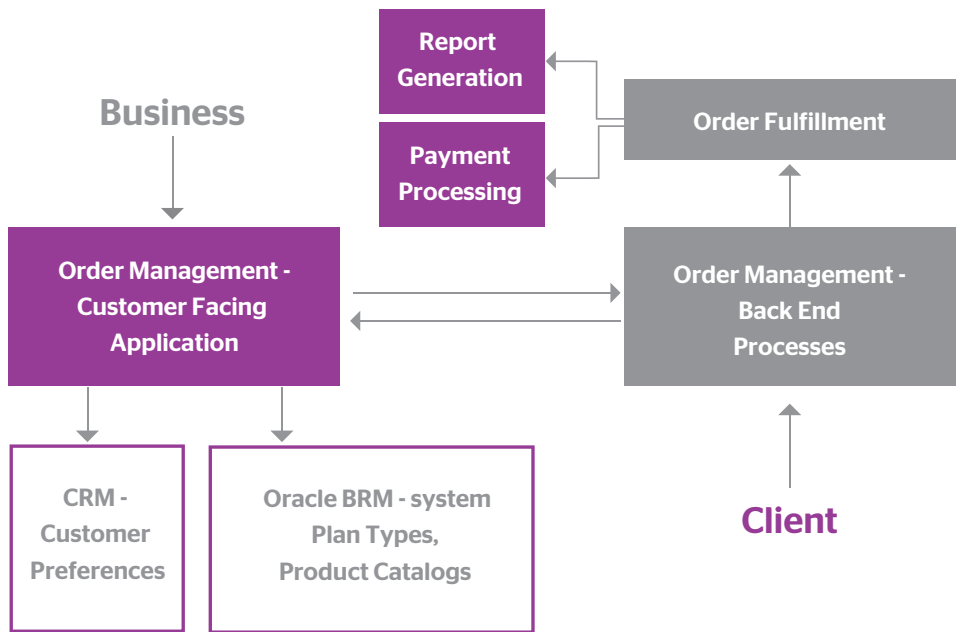 Report
Generation
Business
Order Fulfillment
Payment
Processing
Order Management -
Customer Facing
Application
Order Management -
Back End
Processes
CRM -
Customer
Preferences
Oracle BRM - system
Plan Types,
Product Catalogs
Client